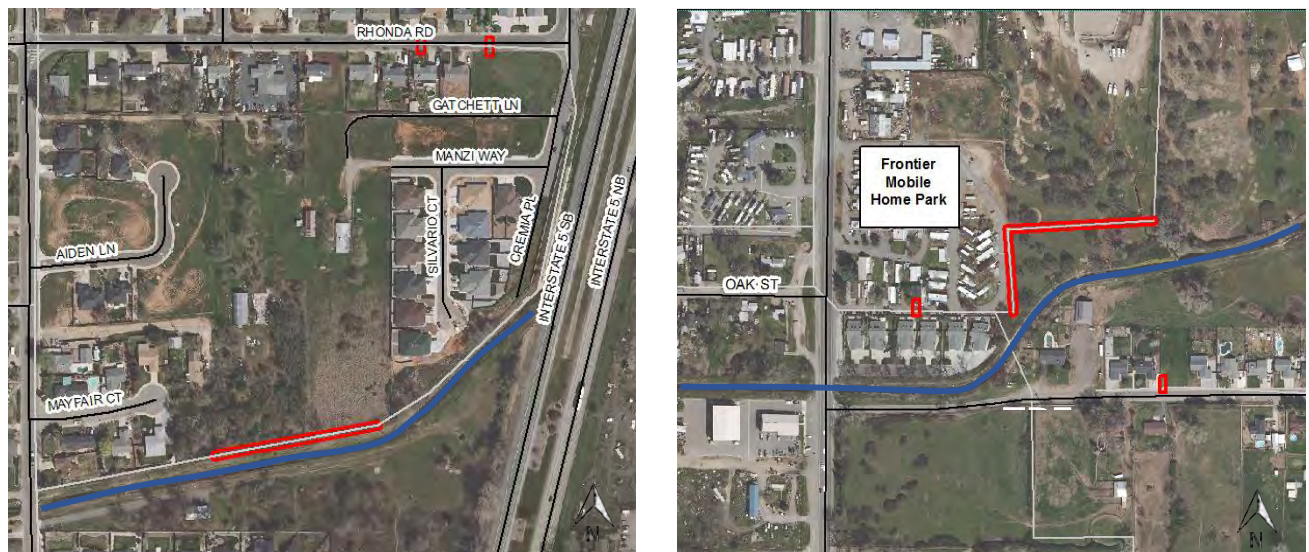 RHONDA RD
GATCHETT LN
MANZI WAY
SILVARIO CT
CREMIA PL
INTERSTATE 5 SB
INTERSTATE 5 NB
AIDEN LN
MAYFAIR CT
N
Frontier
Mobile
Home Park
OAK ST
N